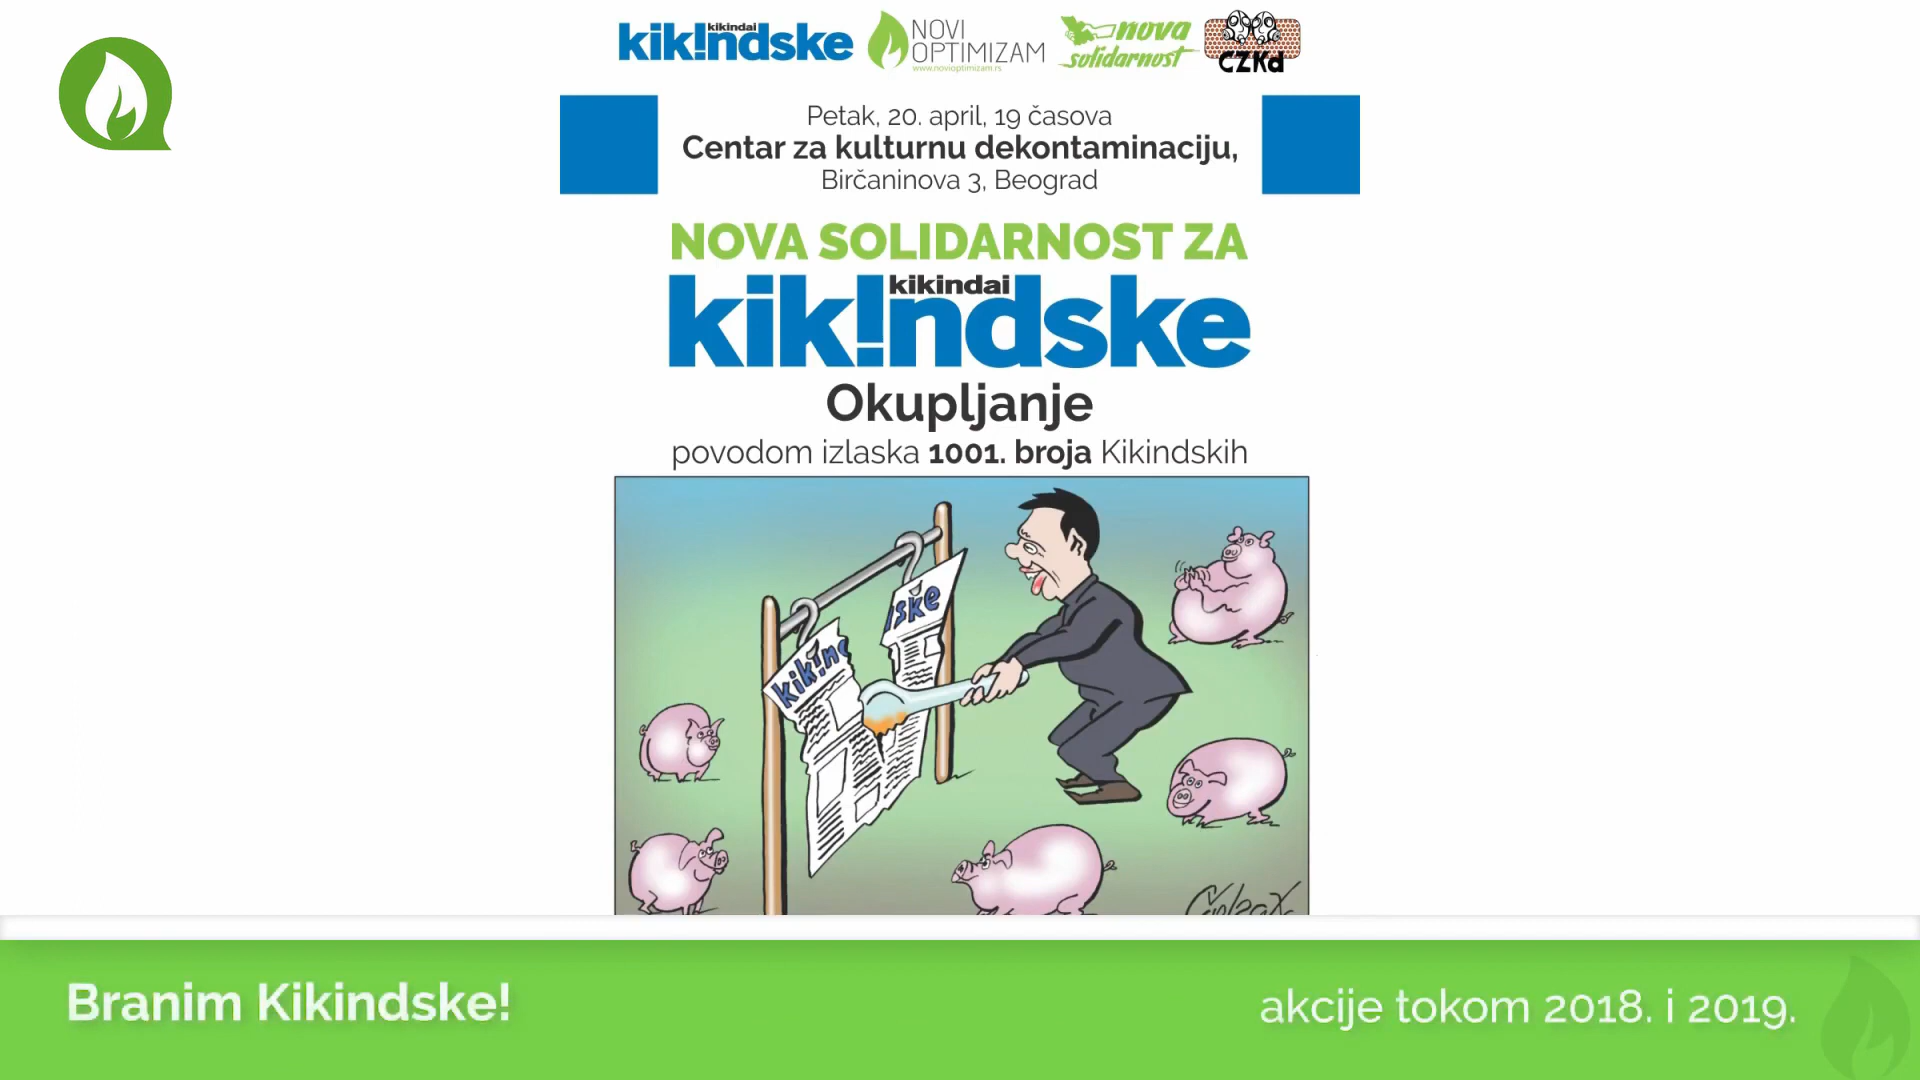 kikindai
kik!ndske
NOVI
OPTIMIZAM
www.novioptimizam.rs
nova
solidarnost
CZKd
Petak, 20. april, 19 časova
Centar za kulturnu dekontaminaciju,
Birčaninova 3, Beograd
NOVA SOLIDARNOST ZA
kikindai
kik!ndske
Okupljanje
povodom izlaska 1001. broja Kikindskih
kik!nd
ske
Branim Kikindske!
akcije tokom 2018. i 2019.